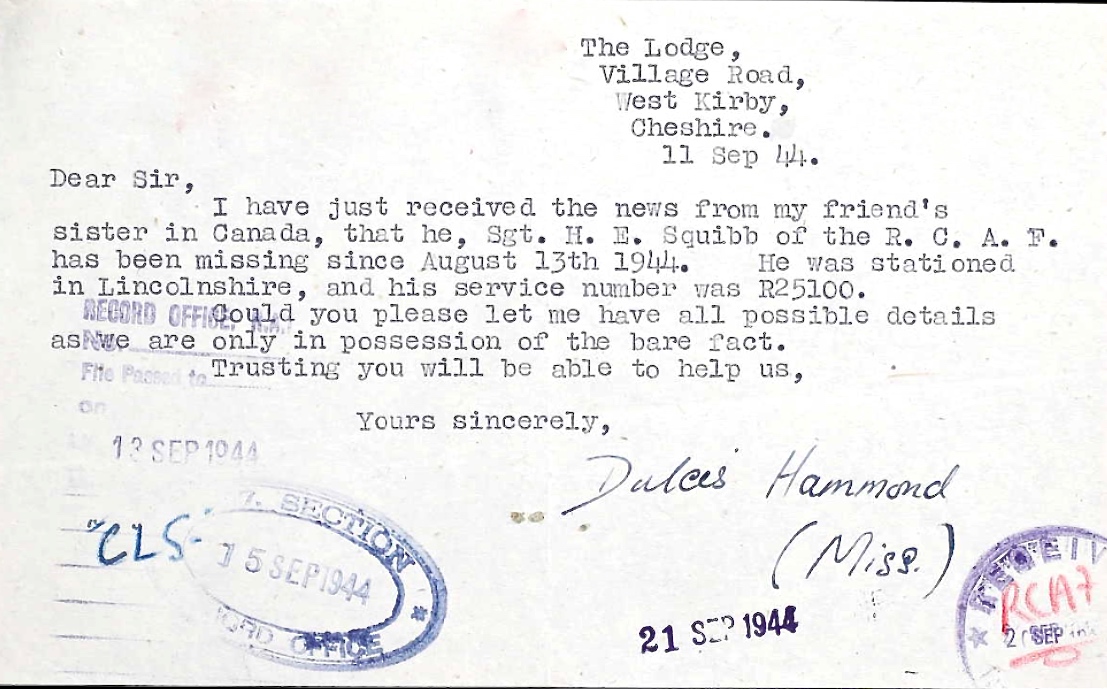 The Lodge,
Village Road,
West Kirby,
Cheshire.
11 Sep 44.
Dear Sir,
I have just received the news from my friend's
sister in Canada, that he, Sgt. H. E. Squibb of the R. C. A. F.
has been missing since August 13th 1944. He was stationed
in Lincolnshire, and his service number was R25100.
Could you please let me have all possible details
as we are only in possession of the bare fact.
Trusting you will be able to help us,
Yours sincerely,
Dulcis Hammond
(Miss.)
RECORD OFFICE, R.A.
File Passed to
on
13 SEP 1944
"CLS"
SECTION
15 SEP 1944
OFFICE
21 SEP 1944
RECEIV
SEP